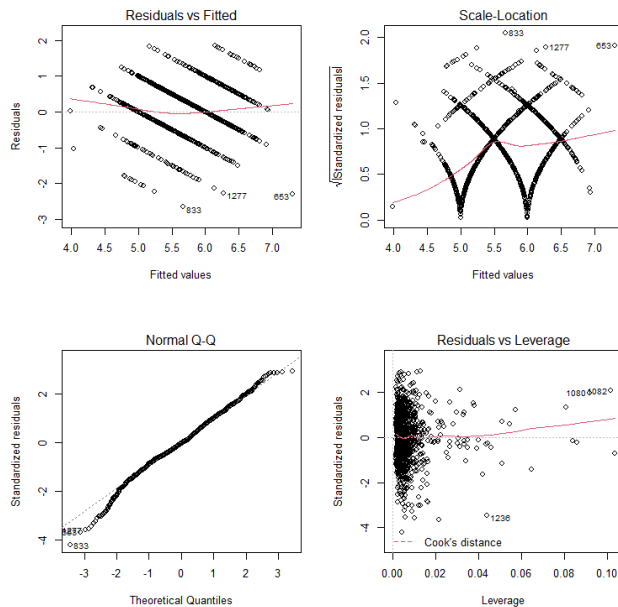 Residuals vs Fitted
Residuals
2
1
0
-1
-3
833
1277
653
4.0 4.5 5.0 5.5 6.0 6.5 7.0
Fitted values
Scale-Location
√|Standardized residuals|
2.0
1.5
1.0
0.5
0.0
833
1277
653
4.0 4.5 5.0 5.5 6.0 6.5 7.0
Fitted values
Normal Q-Q
Standardized residuals
2
0
-2
-4
1277
833
-3 -2 -1 0 1 2 3
Theoretical Quantiles
Residuals vs Leverage
Standardized residuals
2
0
-2
-4
1080
1082
1236
Cook's distance
0.00 0.02 0.04 0.06 0.08 0.10
Leverage